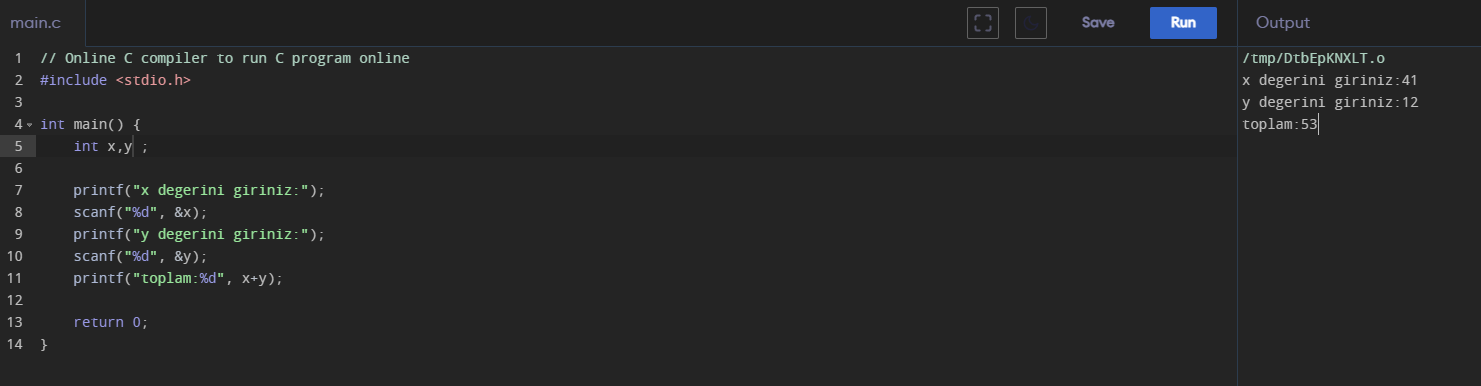 main.c
Save
Run
Output
1 // Online C compiler to run C program online
2 #include <stdio.h>
3
4 int main() {
5     int x,y ;
6
7     printf("x degerini giriniz:");
8     scanf("%d", &x);
9     printf("y degerini giriniz:");
10     scanf("%d", &y);
11     printf("toplam:%d", x+y);
12
13     return 0;
14 }
/tmp/DtbEpKNXLT.o
x degerini giriniz:41
y degerini giriniz:12
toplam:53